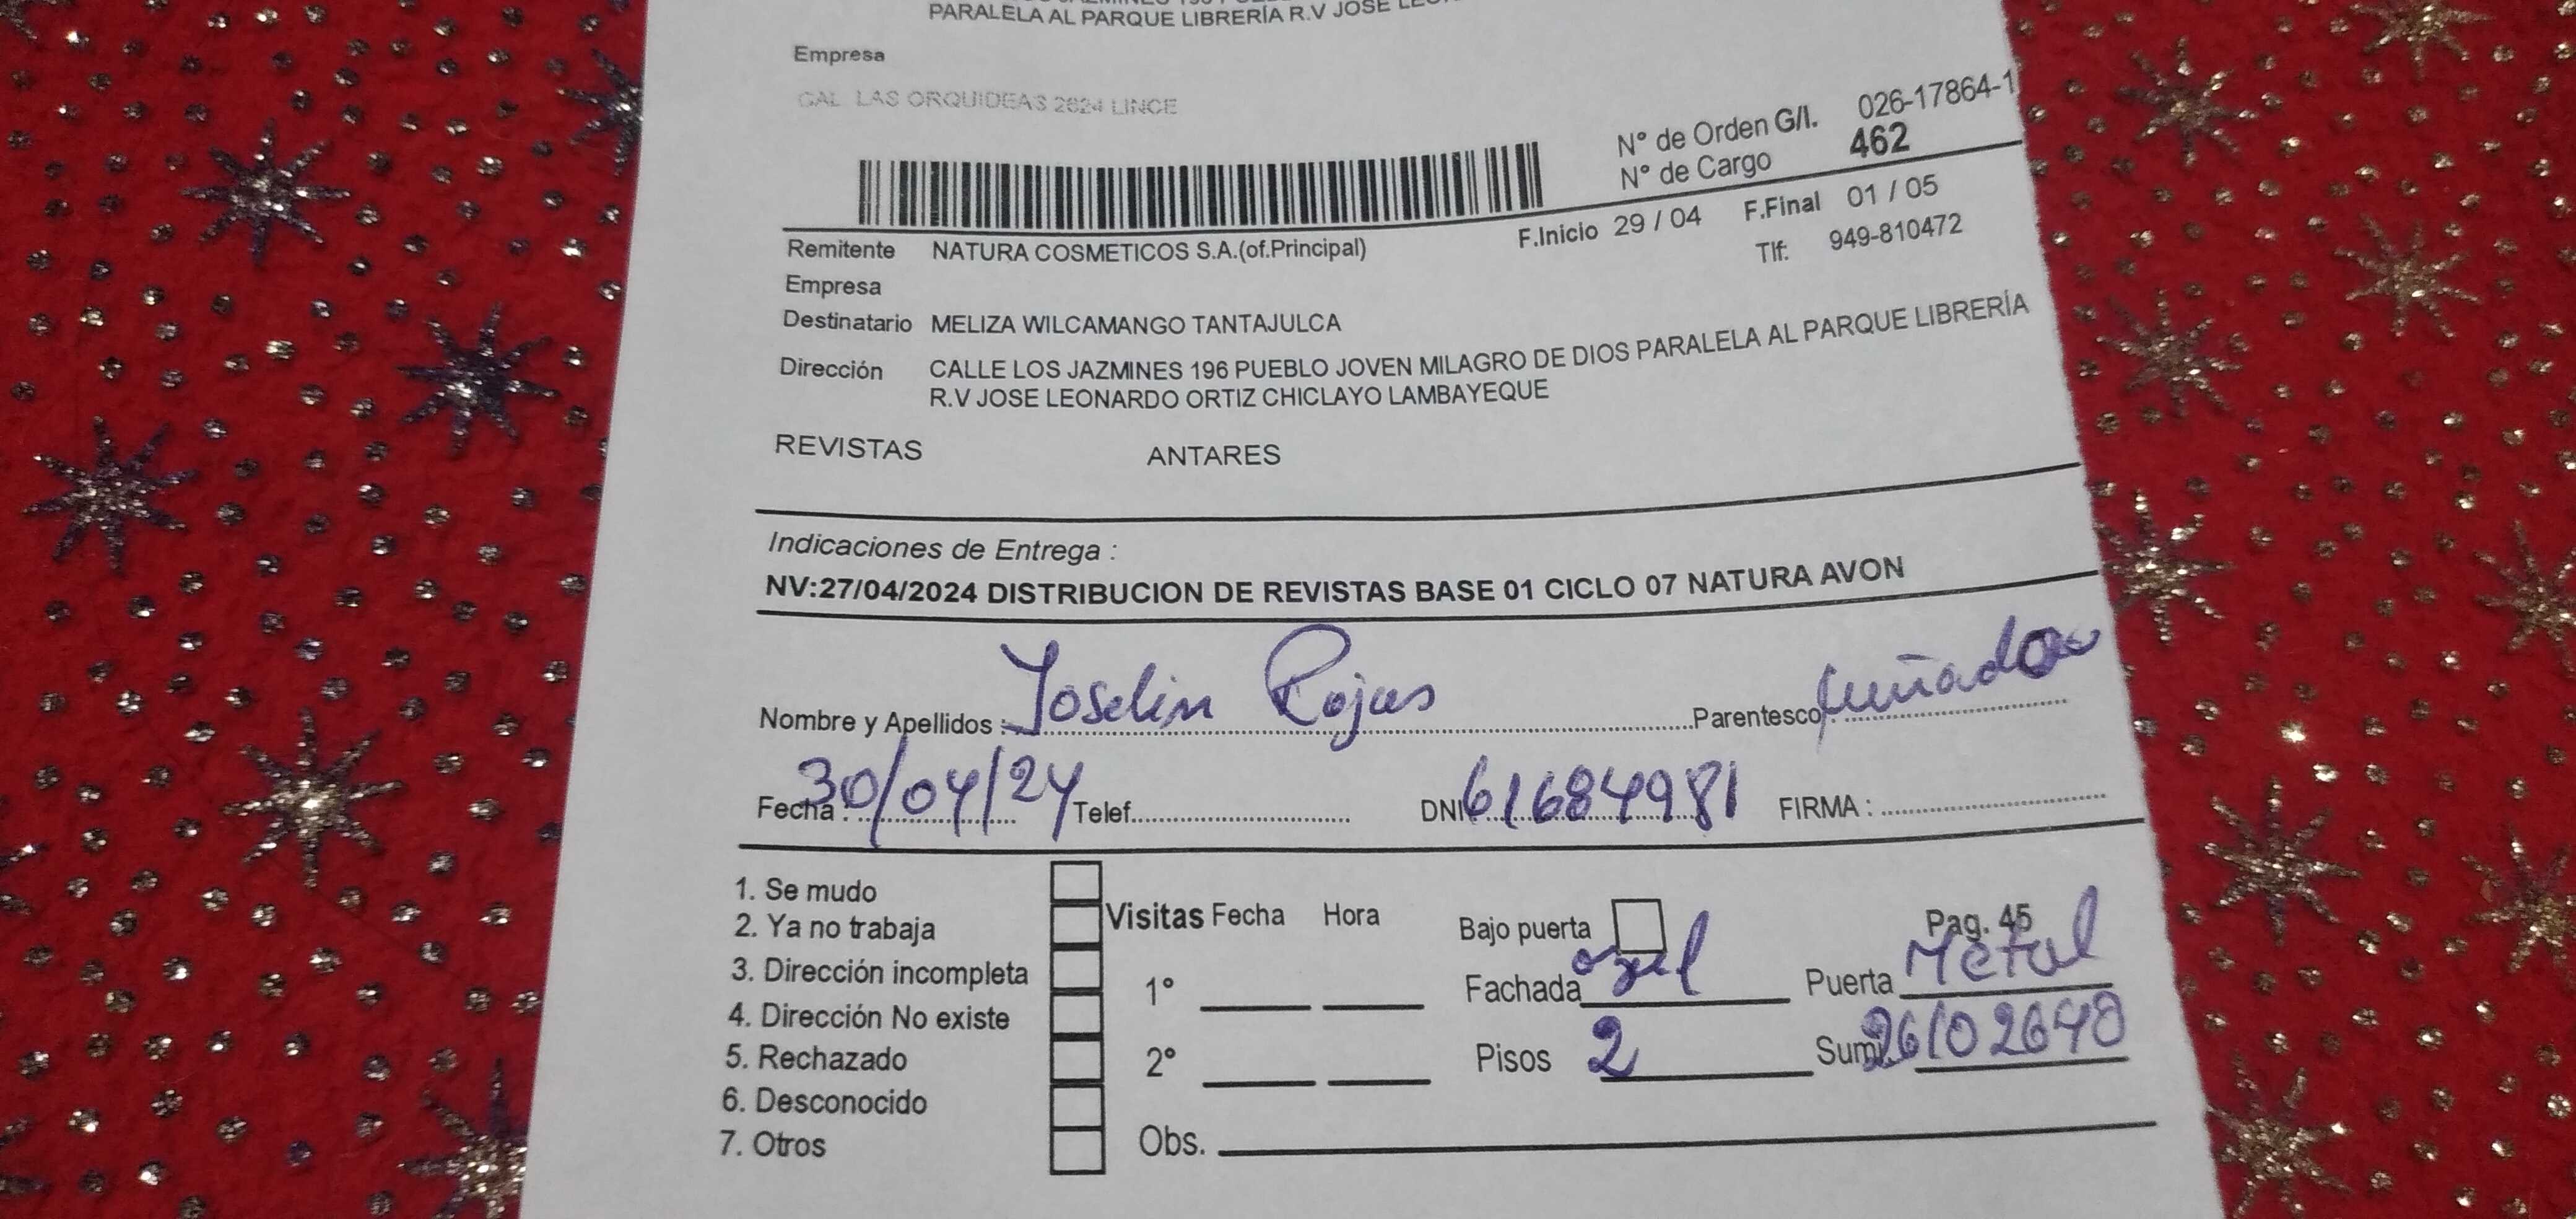 PARALELA AL PARQUE LIBRERÍA R.V JOSE
Empresa
CAL LAS ORQUIDEAS 2624 LINCE
N° de Orden G/I. 026-17864-1
N° de Cargo 462
F.Inicio 29 / 04 F.Final 01 / 05
Remitente NATURA COSMETICOS S.A.(of.Principal) Tlf: 949-810472
Empresa
Destinatario MELIZA WILCAMANGO TANTAJULCA
Dirección CALLE LOS JAZMINES 196 PUEBLO JOVEN MILAGRO DE DIOS PARALELA AL PARQUE LIBRERÍA
R.V JOSE LEONARDO ORTIZ CHICLAYO LAMBAYEQUE
REVISTAS ANTARES
Indicaciones de Entrega :
NV:27/04/2024 DISTRIBUCION DE REVISTAS BASE 01 CICLO 07 NATURA AVON
Nombre y Apellidos : Yoselin Rojas Parentesco: Cuñada
Fecha : 30/04/24 Telef. DNI 61684981 FIRMA :
1. Se mudo
2. Ya no trabaja
3. Dirección incompleta
4. Dirección No existe
5. Rechazado
6. Desconocido
7. Otros
Visitas Fecha Hora
1°
2°
Obs.
Bajo puerta Pag. 45
Fachada azul Puerta Metal
Pisos 2 Sumi. 26102640